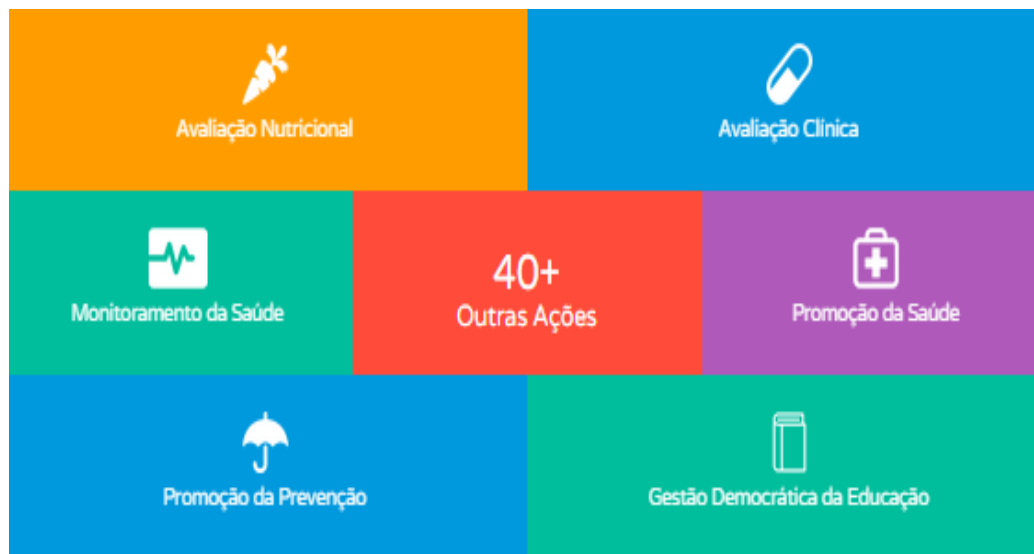 Avaliação Nutricional
Avaliação Clínica
Monitoramento da Saúde
40+
Outras Ações
Promoção da Saúde
Promoção da Prevenção
Gestão Democrática da Educação